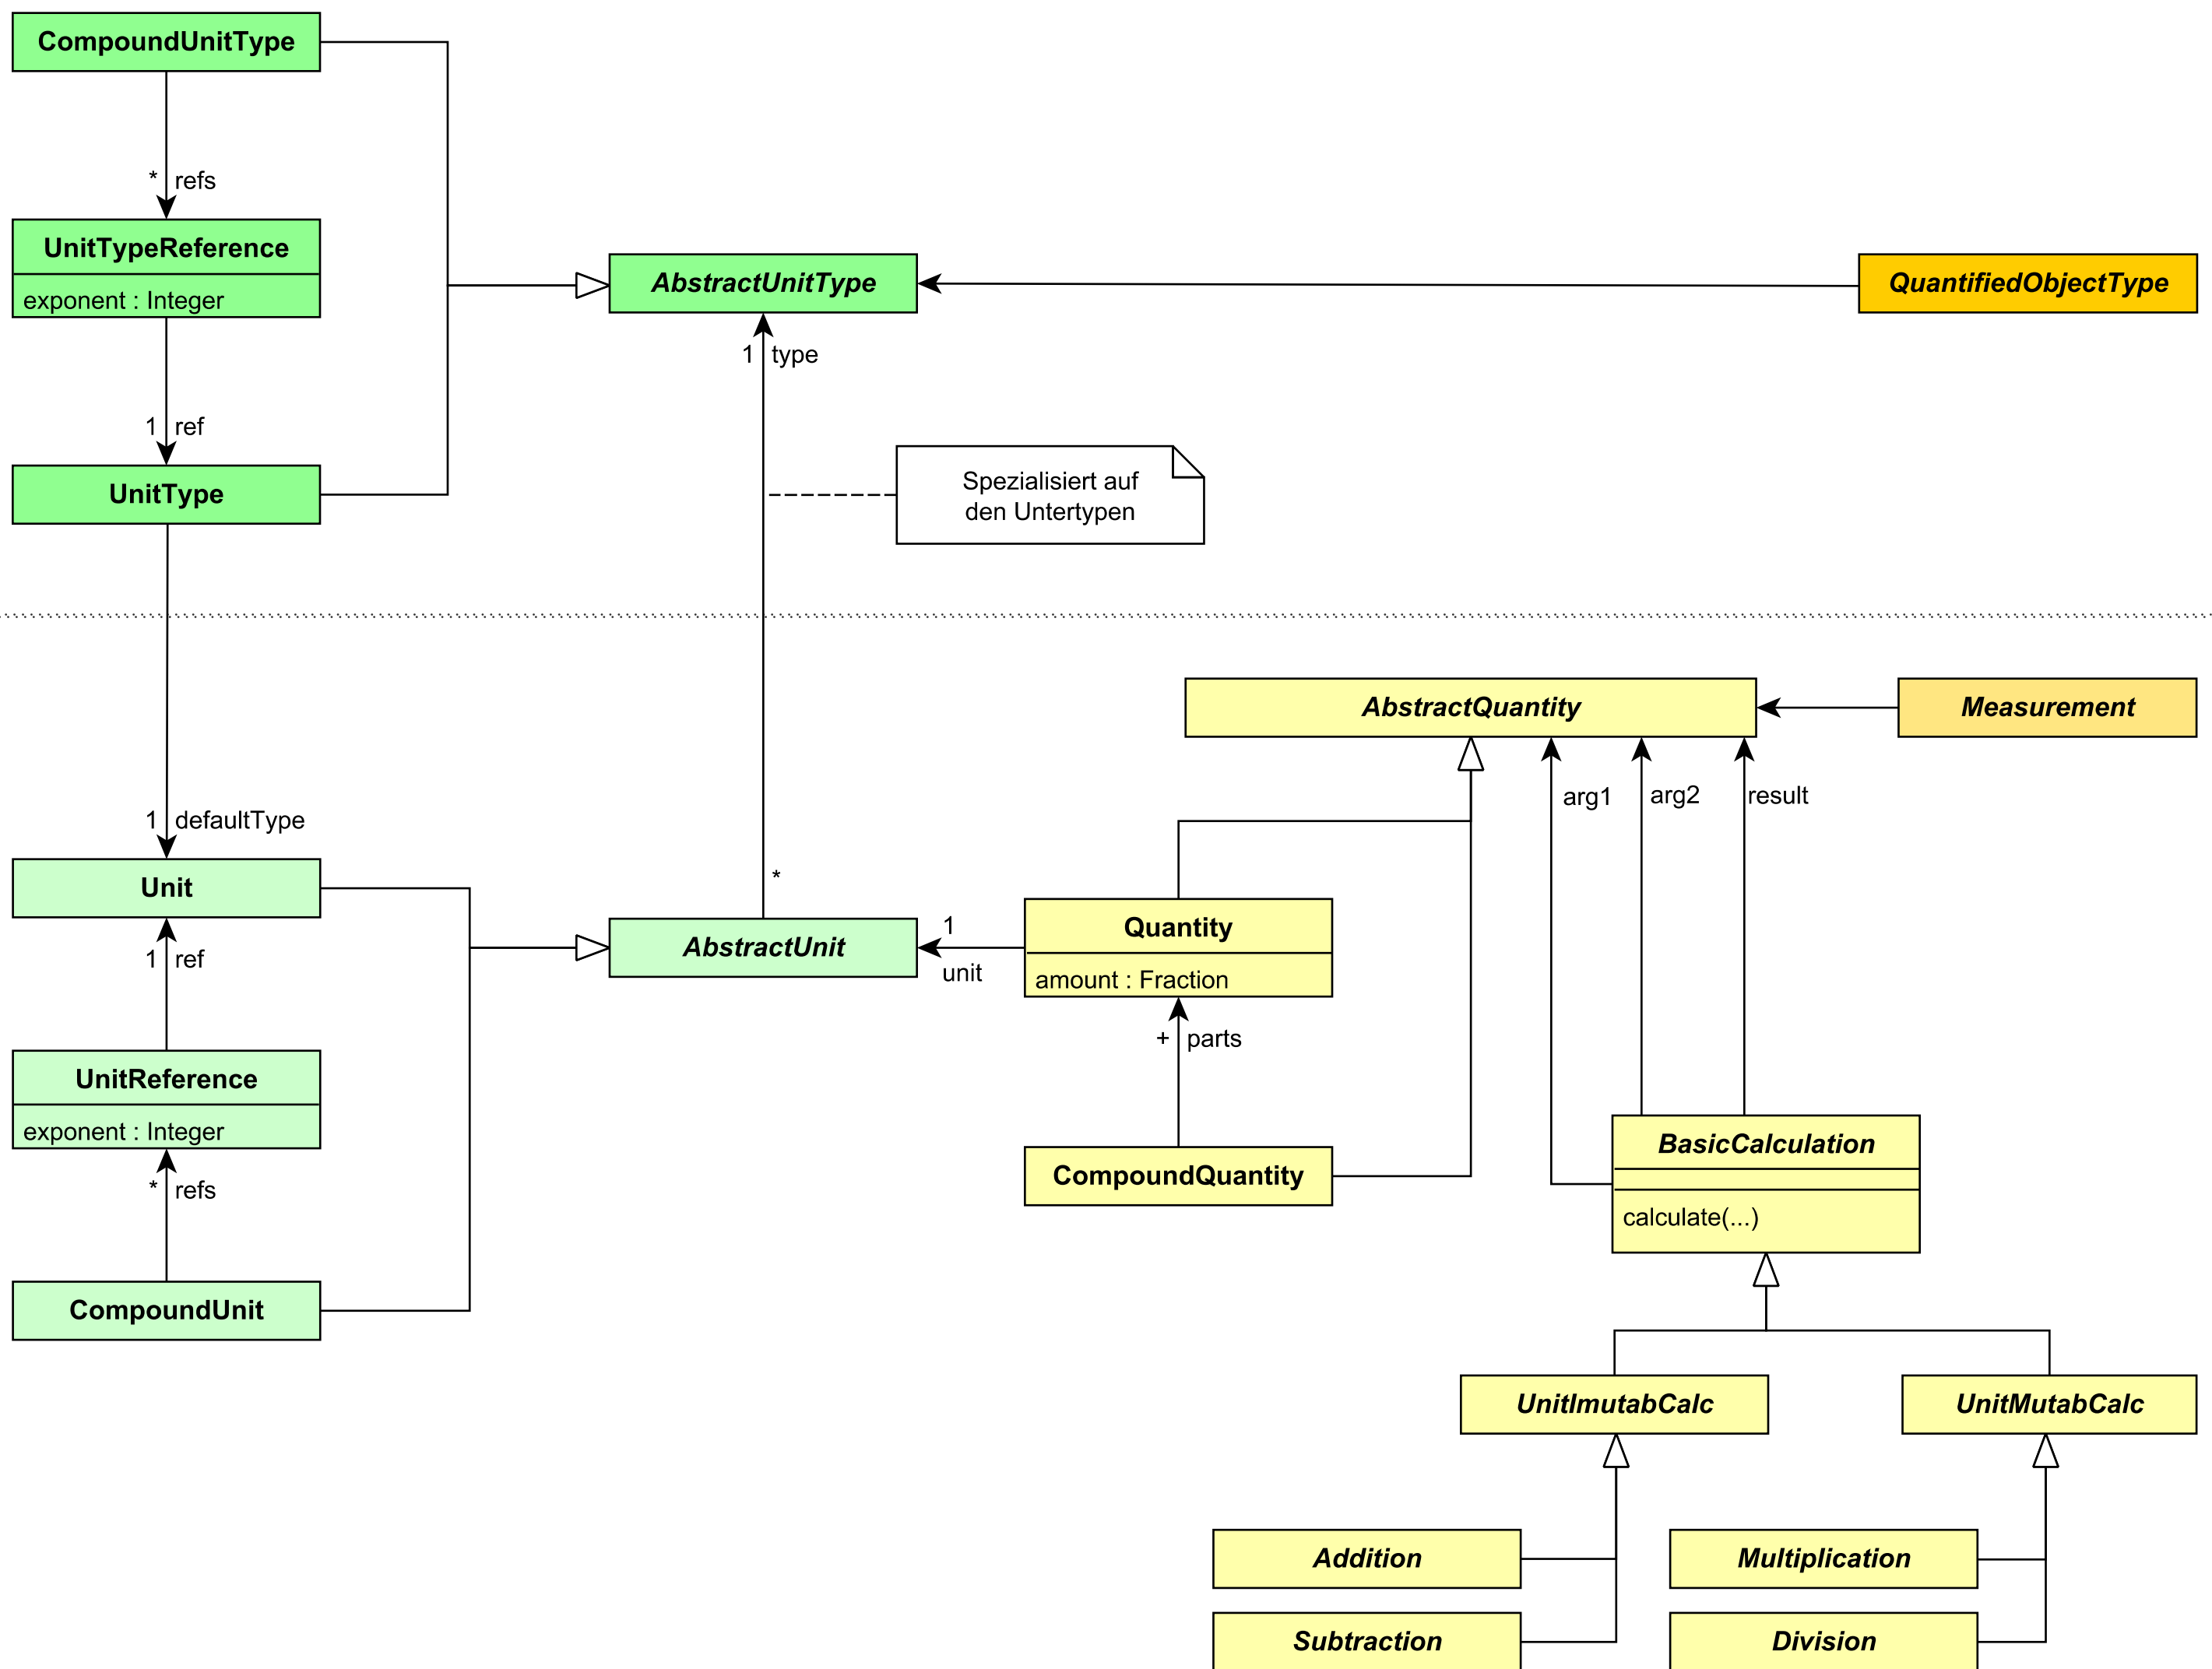 CompoundUnitType
* refs
UnitTypeReference
exponent : Integer
AbstractUnitType
QuantifiedObjectType
1 type
1 ref
UnitType
Spezialisiert auf
den Untertypen
AbstractQuantity
Measurement
arg1
arg2
result
1 defaultType
Unit
*
1
Quantity
AbstractUnit
unit
amount : Fraction
1 ref
+ parts
UnitReference
exponent : Integer
BasicCalculation
CompoundQuantity
* refs
calculate(...)
CompoundUnit
UnitImutabCalc
UnitMutabCalc
Addition
Multiplication
Subtraction
Division